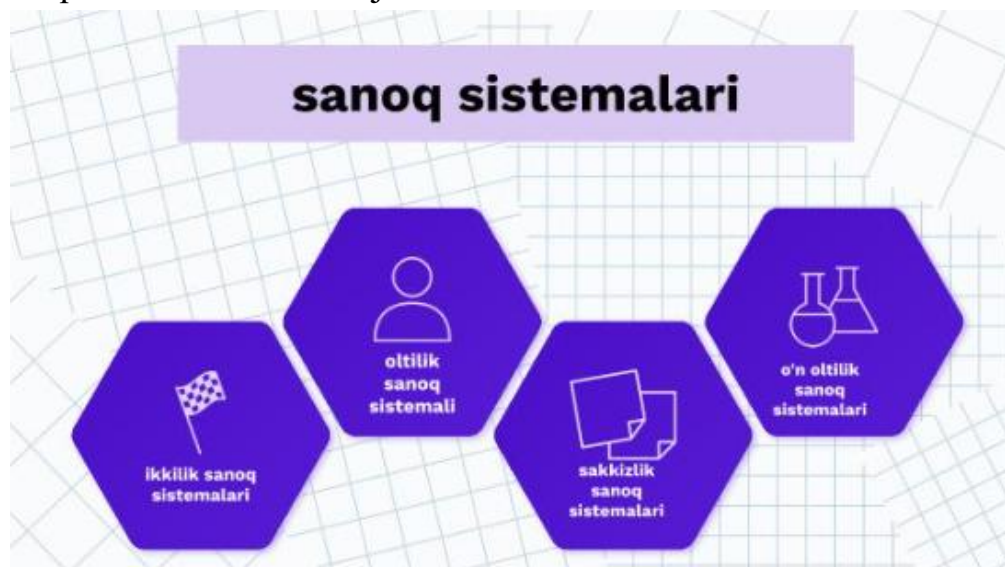 sanoq sistemalari
ikkilik sanoq
sistemalari
oltilik
sanoq
sistemali
sakkizlik
sanoq
sistemalari
o'n oltilik
sanoq
sistemalari